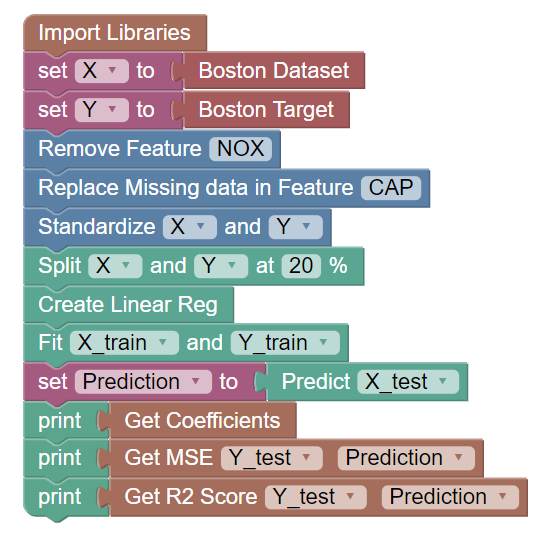 Import Libraries
set X to Boston Dataset
set Y to Boston Target
Remove Feature NOX
Replace Missing data in Feature CAP
Standardize X and Y
Split X and Y at 20 %
Create Linear Reg
Fit X_train and Y_train
set Prediction to Predict X_test
print Get Coefficients
print Get MSE Y_test Prediction
print Get R2 Score Y_test Prediction